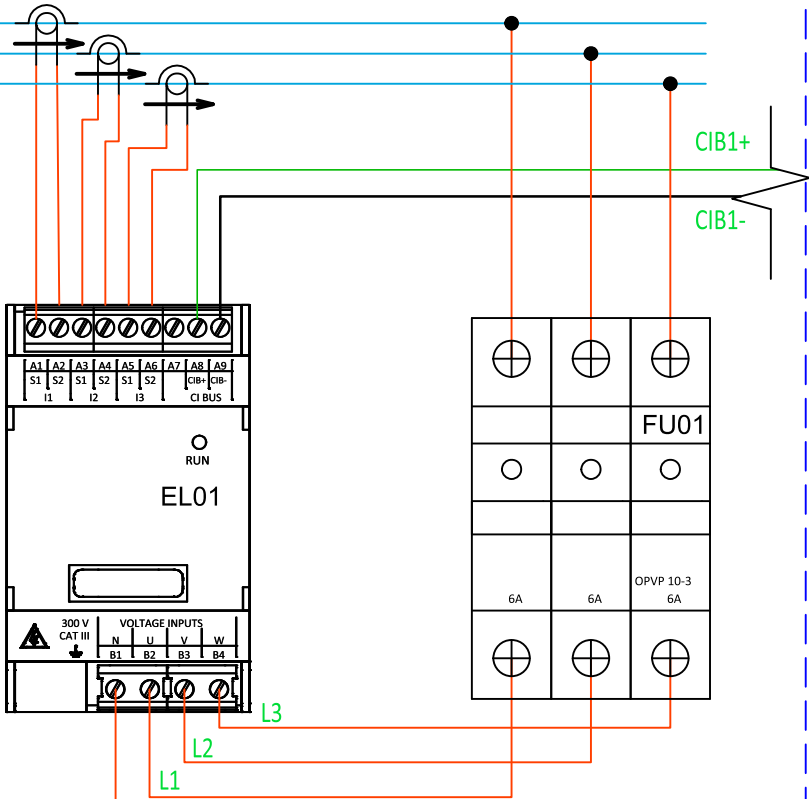 CIB1+
CIB1-
A1 A2 A3 A4 A5 A6 A7 A8 A9
S1 S2 S1 S2 S1 S2 CIB+ CIB-
I1 I2 I3 CI BUS
RUN
EL01
FU01
OPVP 10-3
6A 6A 6A
300 V
CAT III
VOLTAGE INPUTS
N U V W
B1 B2 B3 B4
L3
L2
L1